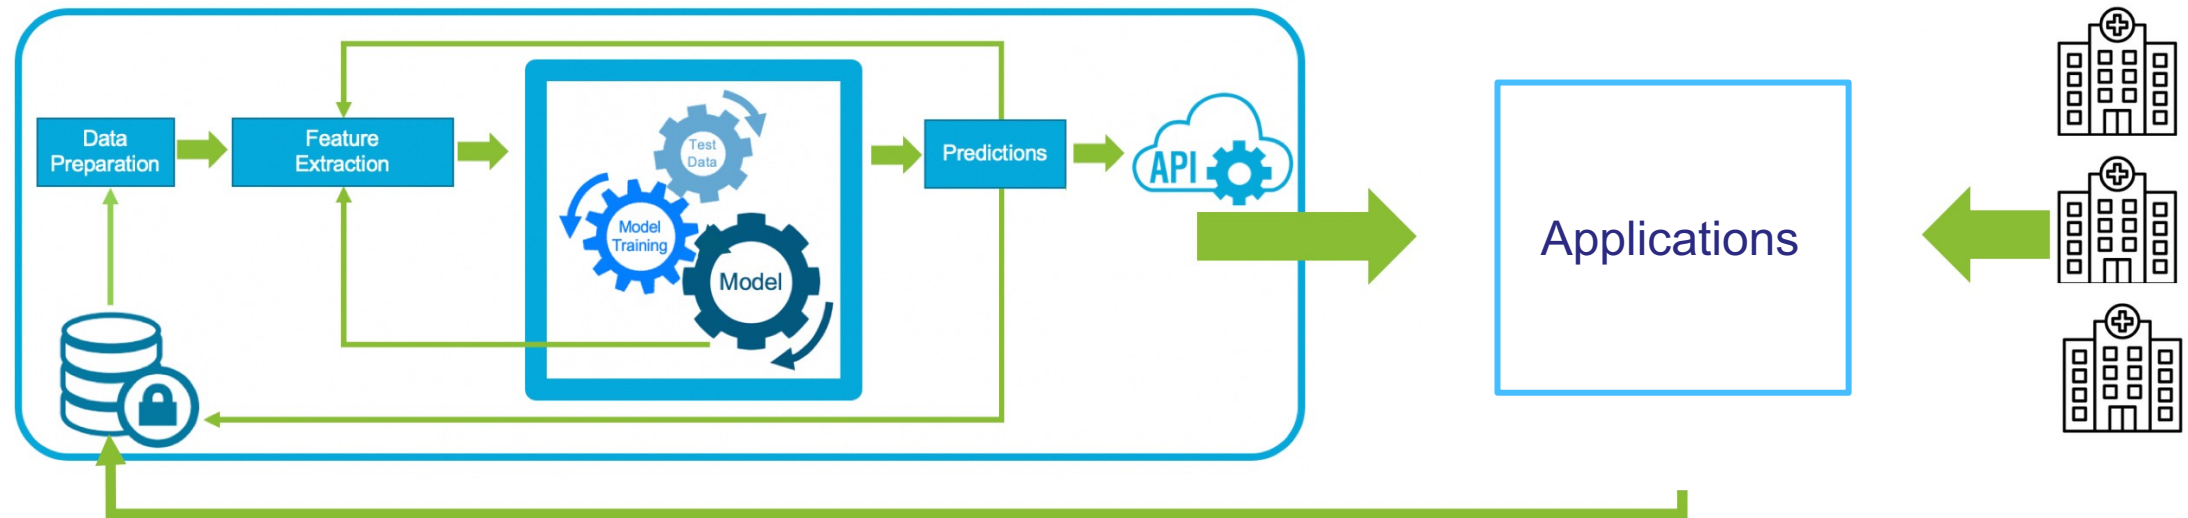 Data
Preparation
Feature
Extraction
Test
Data
Model
Training
Model
Predictions
API
Applications